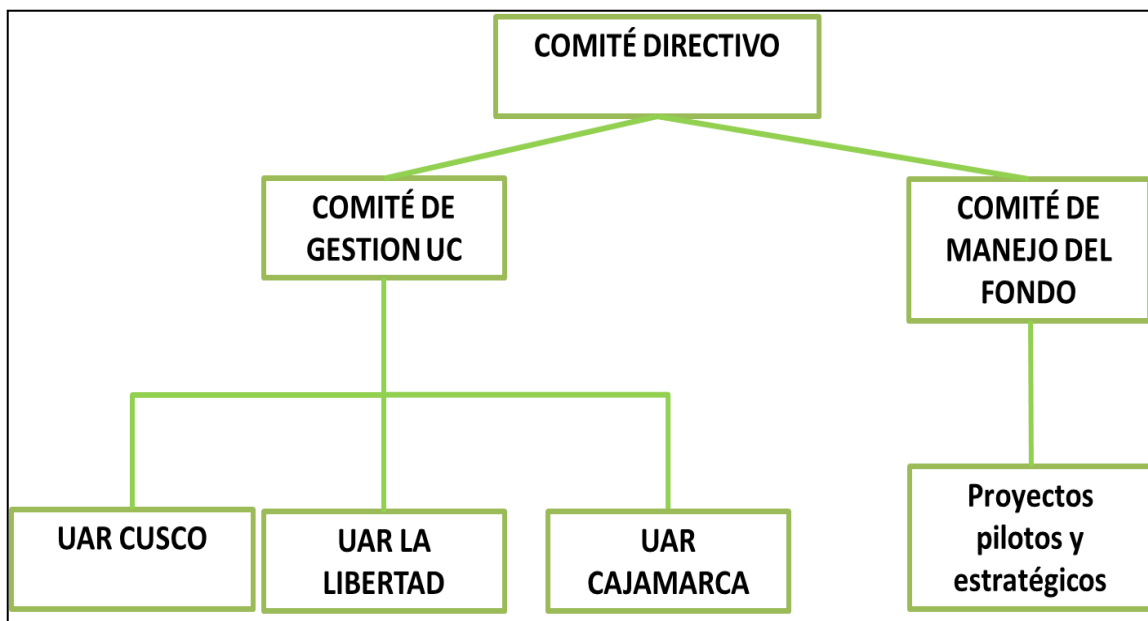 COMITÉ DIRECTIVO
COMITÉ DE
GESTION UC
COMITÉ DE
MANEJO DEL
FONDO
UAR CUSCO
UAR LA
LIBERTAD
UAR
CAJAMARCA
Proyectos
pilotos y
estratégicos